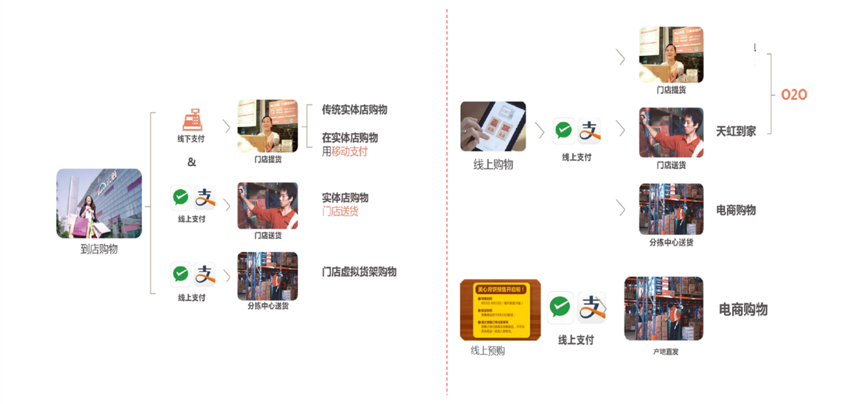 到店购物
线下支付
&
线上支付
线上支付
门店提货
门店送货
分拣中心送货
传统实体店购物
在实体店购物
用移动支付
实体店购物
门店送货
门店虚拟货架购物
线上购物
线上支付
门店提货
门店送货
天虹到家
O2O
分拣中心送货
电商购物
线上预购
线上支付
产地直发
电商购物